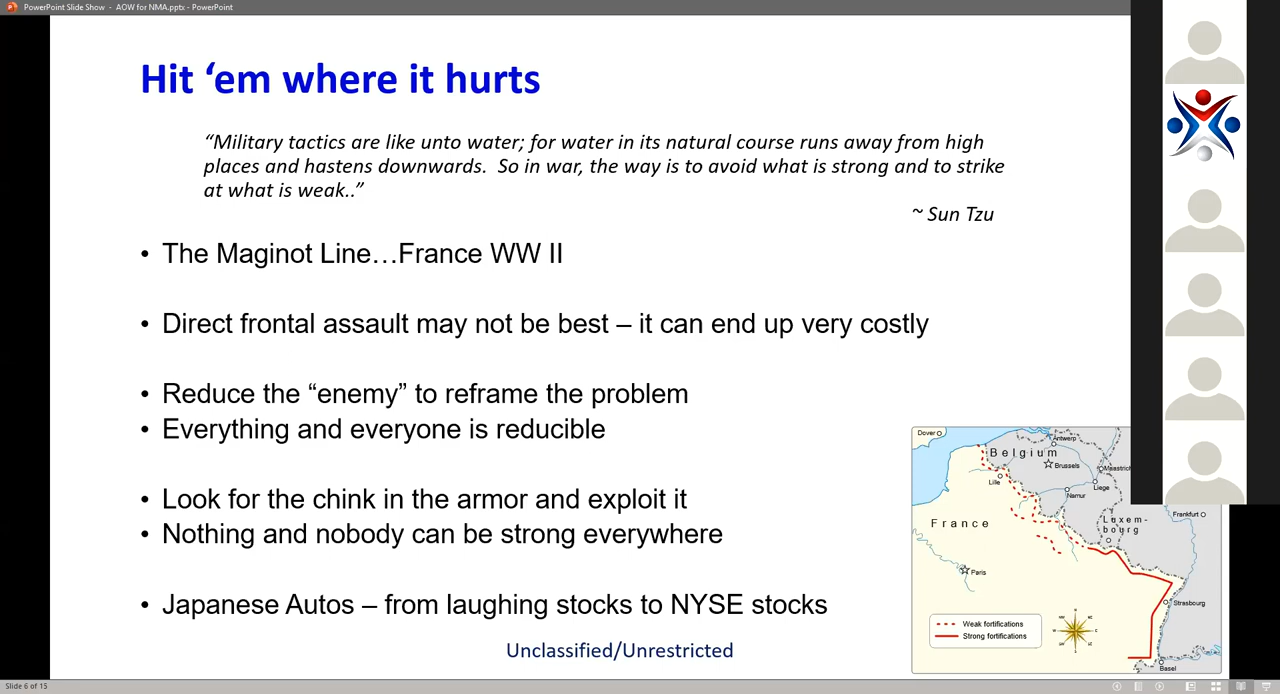 PowerPoint Slide Show - AOW for NMA.pptx - PowerPoint
Hit ‘em where it hurts
“Military tactics are like unto water; for water in its natural course runs away from high
places and hastens downwards. So in war, the way is to avoid what is strong and to strike
at what is weak..”
~ Sun Tzu
• The Maginot Line…France WW II
• Direct frontal assault may not be best – it can end up very costly
• Reduce the “enemy” to reframe the problem
• Everything and everyone is reducible
• Look for the chink in the armor and exploit it
• Nothing and nobody can be strong everywhere
• Japanese Autos – from laughing stocks to NYSE stocks
Unclassified/Unrestricted
Dover
Antwerp
Belgium
Brussels
Maastrich
Lille
Liege
Namur
Frankfurt
France
Luxem-
bourg
Paris
Strasbourg
Weak fortifications
Strong fortifications
Basel
Slide 6 of 15